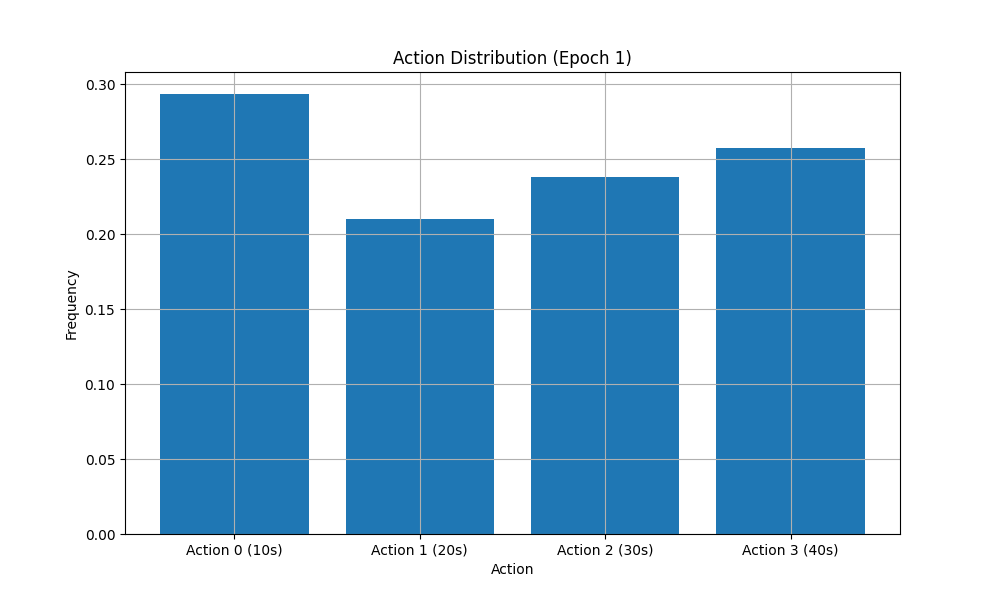 Action Distribution (Epoch 1)
Frequency
0.30
0.25
0.20
0.15
0.10
0.05
0.00
Action 0 (10s) Action 1 (20s) Action 2 (30s) Action 3 (40s)
Action